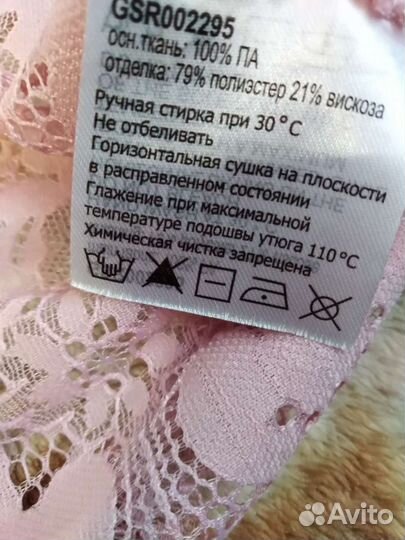 GSR002295
осн.ткань: 100% ПА
отделка: 79% полиэстер 21% вискоза
Ручная стирка при 30°C
Не отбеливать
Горизонтальная сушка на плоскости
в расправленном состоянии
Глажение при максимальной
температуре подошвы утюга 110°C
Химическая чистка запрещена
Avito